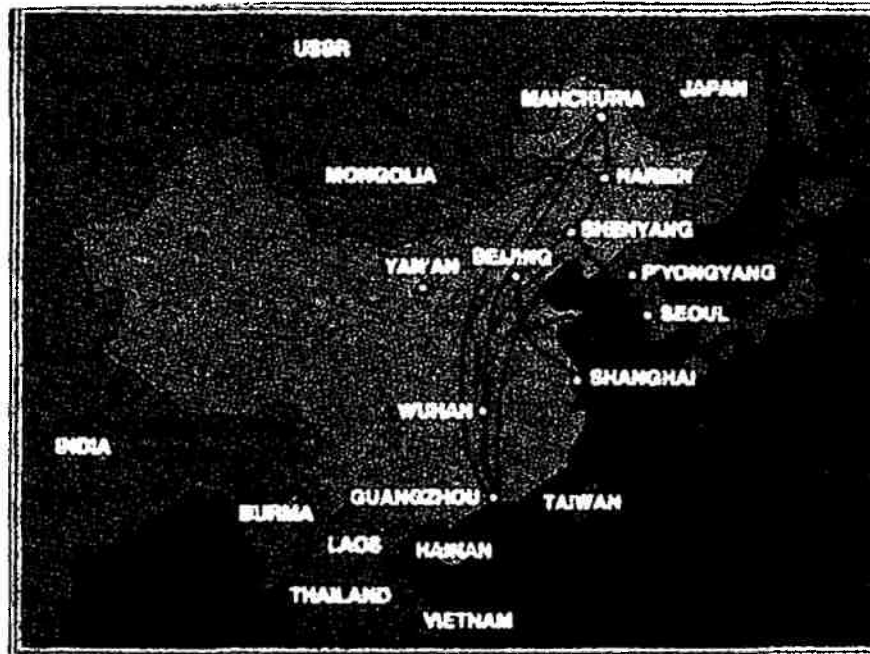 USSR
MANCHURIA
JAPAN
MONGOLIA
HARBIN
SHENYANG
BEIJING
YAN'AN
P'YONGYANG
SEOUL
SHANGHAI
WUHAN
INDIA
GUANGZHOU
TAIWAN
BURMA
LAOS
HAINAN
THAILAND
VIETNAM